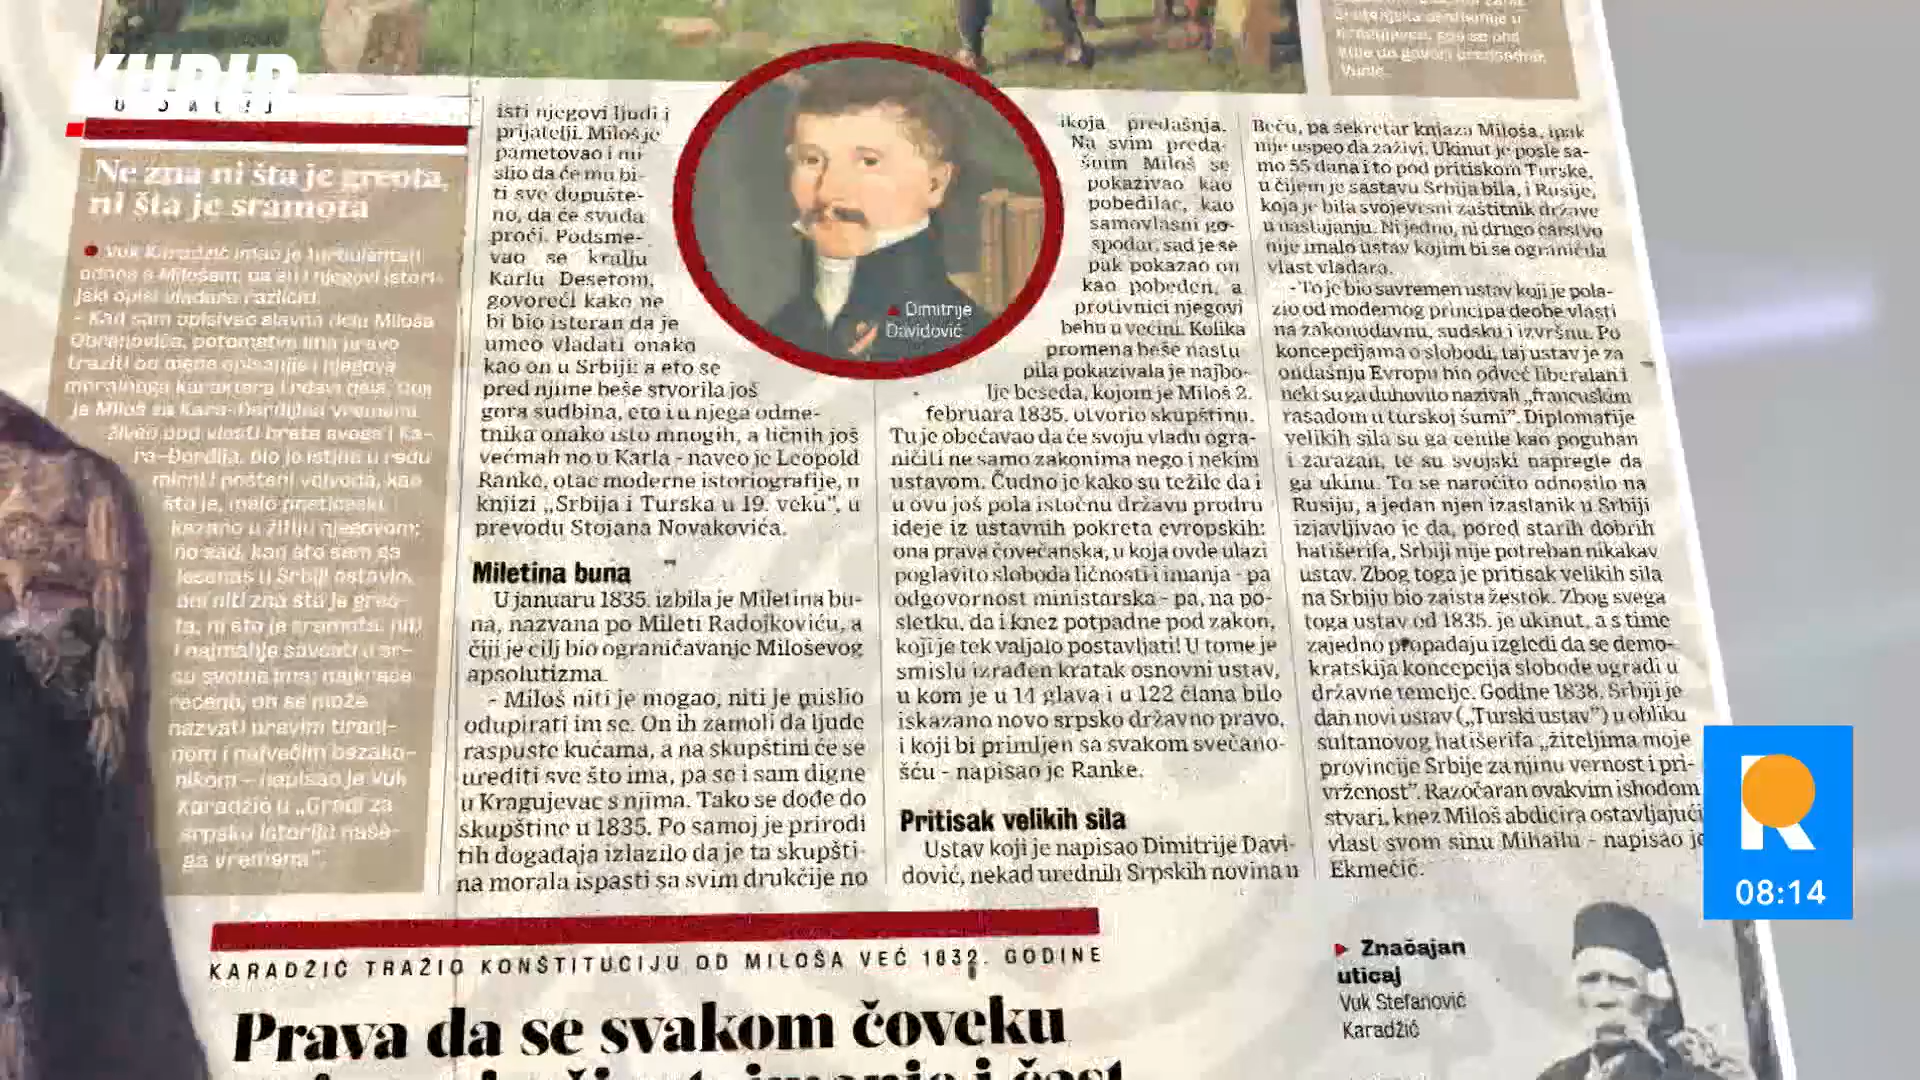 KURIR
Ne zna ni šta je greota,
ni šta je sramota
Vuk Karadžić imao je turbulentan
odnos s Milošem, pa su i njegovi istorij-
ski opisi vladara različiti.
- Kad sam opisivao slavna dela Miloša
Obrenovića, potomstvo ima pravo
tražiti od mene opisanije i njegova
moralnoga karaktera i
je Miloš za Kara-Đorđijna vremena
živeo pod vlasti brata svoga i Ka-
ra-Đorđija, bio je istina u redu
mirni i pošteni vojvoda, kao
što je, malo poetičeski,
kazano u žitiju njegovom;
no sad, kao što sam ga
u Srbiji ostavio,
on niti zna šta je greo-
ta, ni šta je sramota, niti
i najmanje savesti u sr-
cu svome ima; najkraće
rečeno, on se može
nazvati pravim tirani-
nom i najvećim bezako-
nikom – napisao je Vuk
Karadžić u „Građi za
srpsku istoriju naše-
ga vremena”.
isti njegovi ljudi i
prijatelji. Miloš je
pametovao i mi
slio da će mu bi-
ti sve dopušte-
no, da će svuda
proći. Podsme-
vao se kralju
Karlu Desetom,
govoreći kako ne
bi bio isteran da je
umeo vladati onako
kao on u Srbiji: a eto se
pred njime beše stvorila još
gora sudbina, eto i u njega odme-
tnika onako isto mnogih, a ličnih još
većmah no u Karla - naveo je Leopold
Ranke, otac moderne istoriografije, u
knjizi „Srbija i Turska u 19. veku”, u
prevodu Stojana Novakovića.
Miletina buna
U januaru 1835. izbila je Miletina bu-
na, nazvana po Mileti Radojkoviću, a
čiji je cilj bio ograničavanje Miloševog
apsolutizma.
- Miloš niti je mogao, niti je mislio
odupirati im se. On ih zamoli da ljude
raspuste kućama, a na skupštini će se
urediti sve što ima, pa se i sam digne
u Kragujevac s njima. Tako se dođe do
skupštine u 1835. Po samoj je prirodi
tih događaja izlazilo da je ta skupšti-
na morala ispasti sa svim drukčije no
Dimitrije
Davidović
ikoja predašnja.
Na svim preda-
šnjim Miloš se
pokazivao kao
pobedilac, kao
samovlasni go-
spodar, sad je se
pak pokazao on
kao pobeđen, a
protivnici njegovi
behu u većini. Kolika
promena beše nastu
pila pokazivala je najbo-
lje beseda, kojom je Miloš 2.
februara 1835. otvorio skupštinu.
Tu je obećavao da će svoju vladu ogra-
ničiti ne samo zakonima nego i nekim
ustavom. Čudno je kako su težile da i
u ovu još pola istočnu državu prodru
ideje iz ustavnih pokreta evropskih:
ona prava čovečanska, u koja ovde ulazi
poglavito sloboda ličnosti i imanja - pa
odgovornost ministarska - pa, na po-
sletku, da i knez potpadne pod zakon,
koji je tek valjalo postavljati! U tome je
smislu izrađen kratak osnovni ustav,
u kom je u 14 glava i u 122 člana bilo
iskazano novo srpsko državno pravo,
i koji bi primljen sa svakom svečano-
šću - napisao je Ranke.
Pritisak velikih sila
Ustav koji je napisao Dimitrije Davi-
dović, nekad urednih Srpskih novina u
Beču, pa sekretar knjaza Miloša, ipak
nije uspeo da zaživi. Ukinut je posle sa-
mo 55 dana i to pod pritiskom Turske,
u čijem je sastavu Srbija bila, i Rusije,
koja je bila svojevrsni zaštitnik države
u nastajanju. Ni jedno, ni drugo carstvo
nije imalo ustav kojim bi se ograničila
vlast vladara.
- To je bio savremen ustav koji je pola-
zio od modernog principa deobe vlasti
na zakonodavnu, sudsku i izvršnu. Po
koncepcijama o slobodi, taj ustav je za
ondašnju Evropu bio odveć liberalan i
neki su ga duhovito nazivali „francuskim
rasadom u turskoj šumi”. Diplomatije
velikih sila su ga cenile kao poguban
i zarazan, te su svojski napregle da
ga ukinu. To se naročito odnosilo na
Rusiju, a jedan njen izaslanik u Srbiji
izjavljivao je da, pored starih dobrih
hatišerifa, Srbiji nije potreban nikakav
ustav. Zbog toga je pritisak velikih sila
na Srbiju bio zaista žestok. Zbog svega
toga ustav od 1835. je ukinut, a s time
zajedno propadaju izgledi da se demo-
kratskija koncepcija slobode ugradi u
državne temelje. Godine 1838. Srbiji je
dan novi ustav („Turski ustav”) u obliku
sultanovog hatišerifa „žiteljima moje
provincije Srbije za njinu vernost i pri-
vrženost”. Razočaran ovakvim ishodom
stvari, knez Miloš abdicira ostavljajući
vlast svom sinu Mihailu - napisao je
Ekmečić.
R
08:14
KARADŽIĆ TRAŽIO KONSTITUCIJU OD MILOŠA VEĆ 1832. GODINE
Prava da se svakom čoveku
Značajan
uticaj
Vuk Stefanović
Karadžić